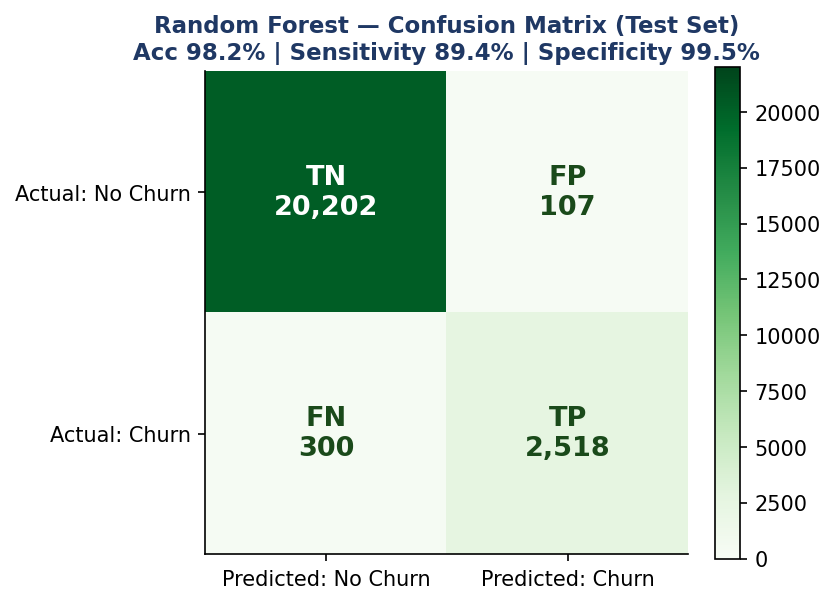 Random Forest — Confusion Matrix (Test Set)
Acc 98.2% | Sensitivity 89.4% | Specificity 99.5%
Actual: No Churn
TN
20,202
FP
107
Actual: Churn
FN
300
TP
2,518
Predicted: No Churn
Predicted: Churn
20000
17500
15000
12500
10000
7500
5000
2500
0